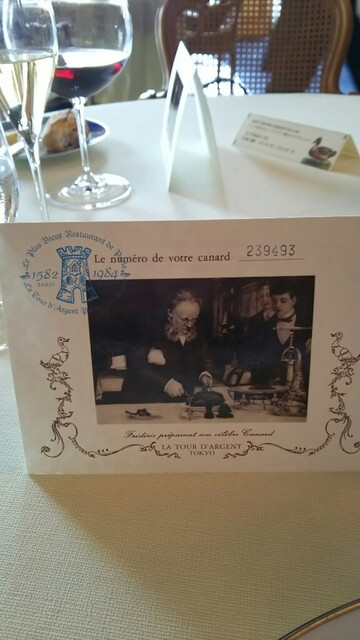 Le Plus Vieux Restaurant de
1582 1984
PARIS
La Tour d'Argent
Le numéro de votre canard 239493
Frédéric préparant son célèbre Canard
LA TOUR D'ARGENT
TOKYO